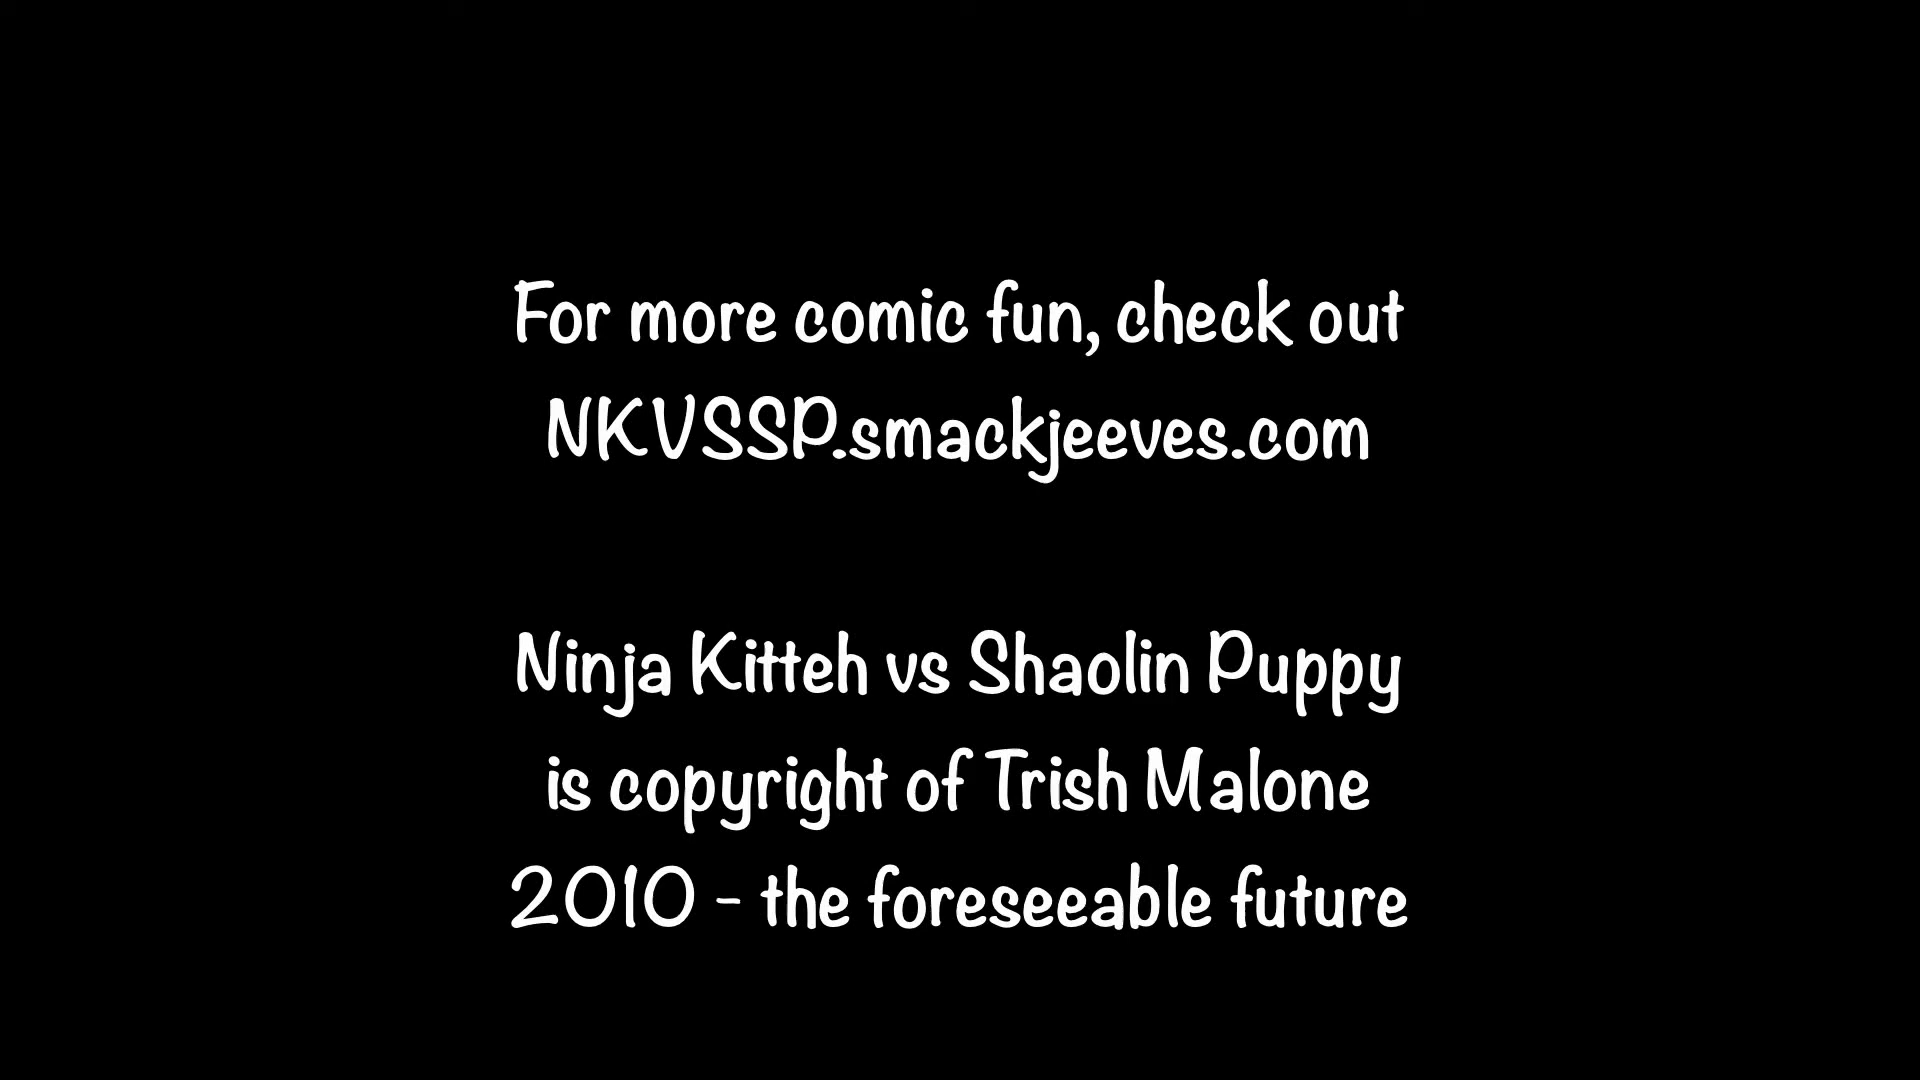 For more comic fun, check out
NKVSSP.smackjeeves.com
Ninja Kitteh vs Shaolin Puppy
is copyright of Trish Malone
2010 - the foreseeable future